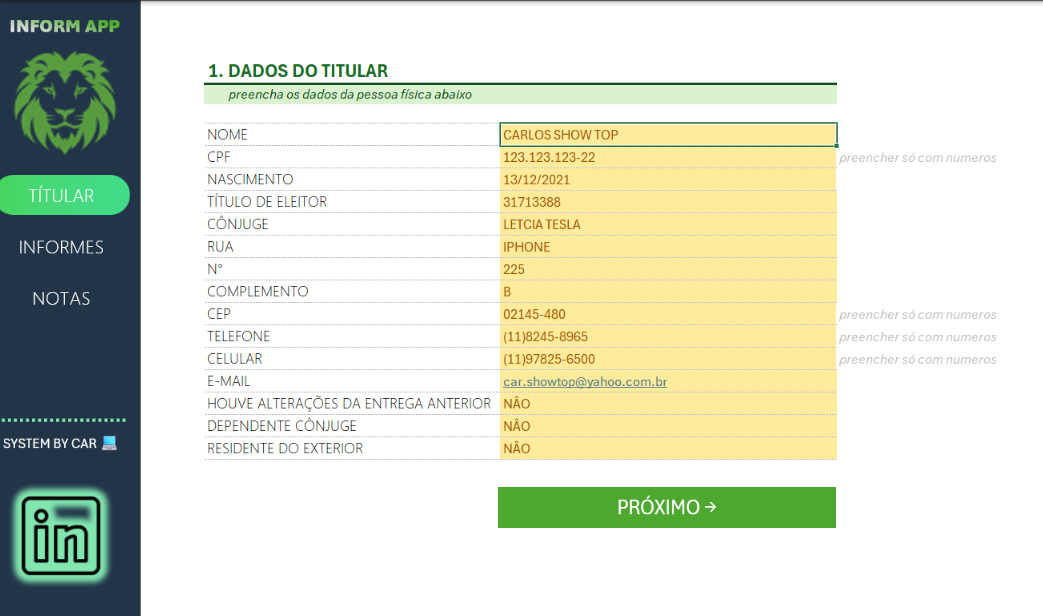 INFORM APP
TÍTULAR
INFORMES
NOTAS
SYSTEM BY CAR
in
1. DADOS DO TITULAR
preencha os dados da pessoa física abaixo
NOME CARLOS SHOW TOP
CPF 123.123.123-22 preencher só com numeros
NASCIMENTO 13/12/2021
TÍTULO DE ELEITOR 31713388
CÔNJUGE LETCIA TESLA
RUA IPHONE
N° 225
COMPLEMENTO B
CEP 02145-480 preencher só com numeros
TELEFONE (11)8245-8965 preencher só com numeros
CELULAR (11)97825-6500 preencher só com numeros
E-MAIL car.showtop@yahoo.com.br
HOUVE ALTERAÇÕES DA ENTREGA ANTERIOR NÂO
DEPENDENTE CÔNJUGE NÂO
RESIDENTE DO EXTERIOR NÂO
PRÓXIMO →